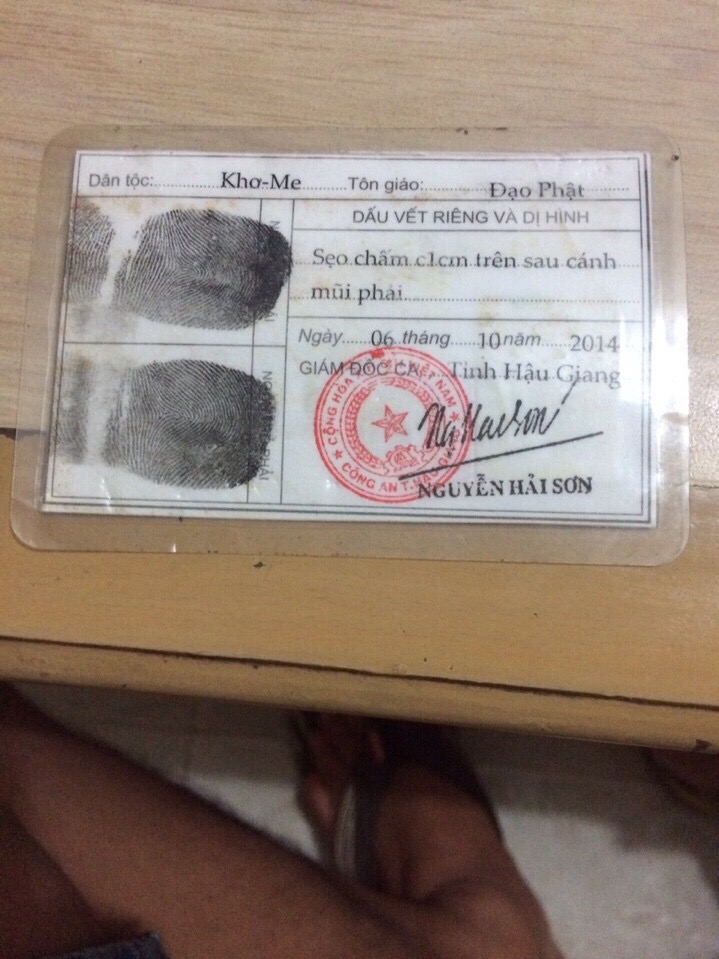 Dân tộc: Khơ-Me Tôn giáo: Đạo Phật
DẤU VẾT RIÊNG VÀ DỊ HÌNH
Sẹo chấm c1cm trên sau cánh
mũi phải
Ngày 06 tháng 10 năm 2014
GIÁM ĐỐC CA Tỉnh Hậu Giang
CỘNG HÒA VIỆT NAM
CÔNG AN T.
NGUYỄN HẢI SƠN